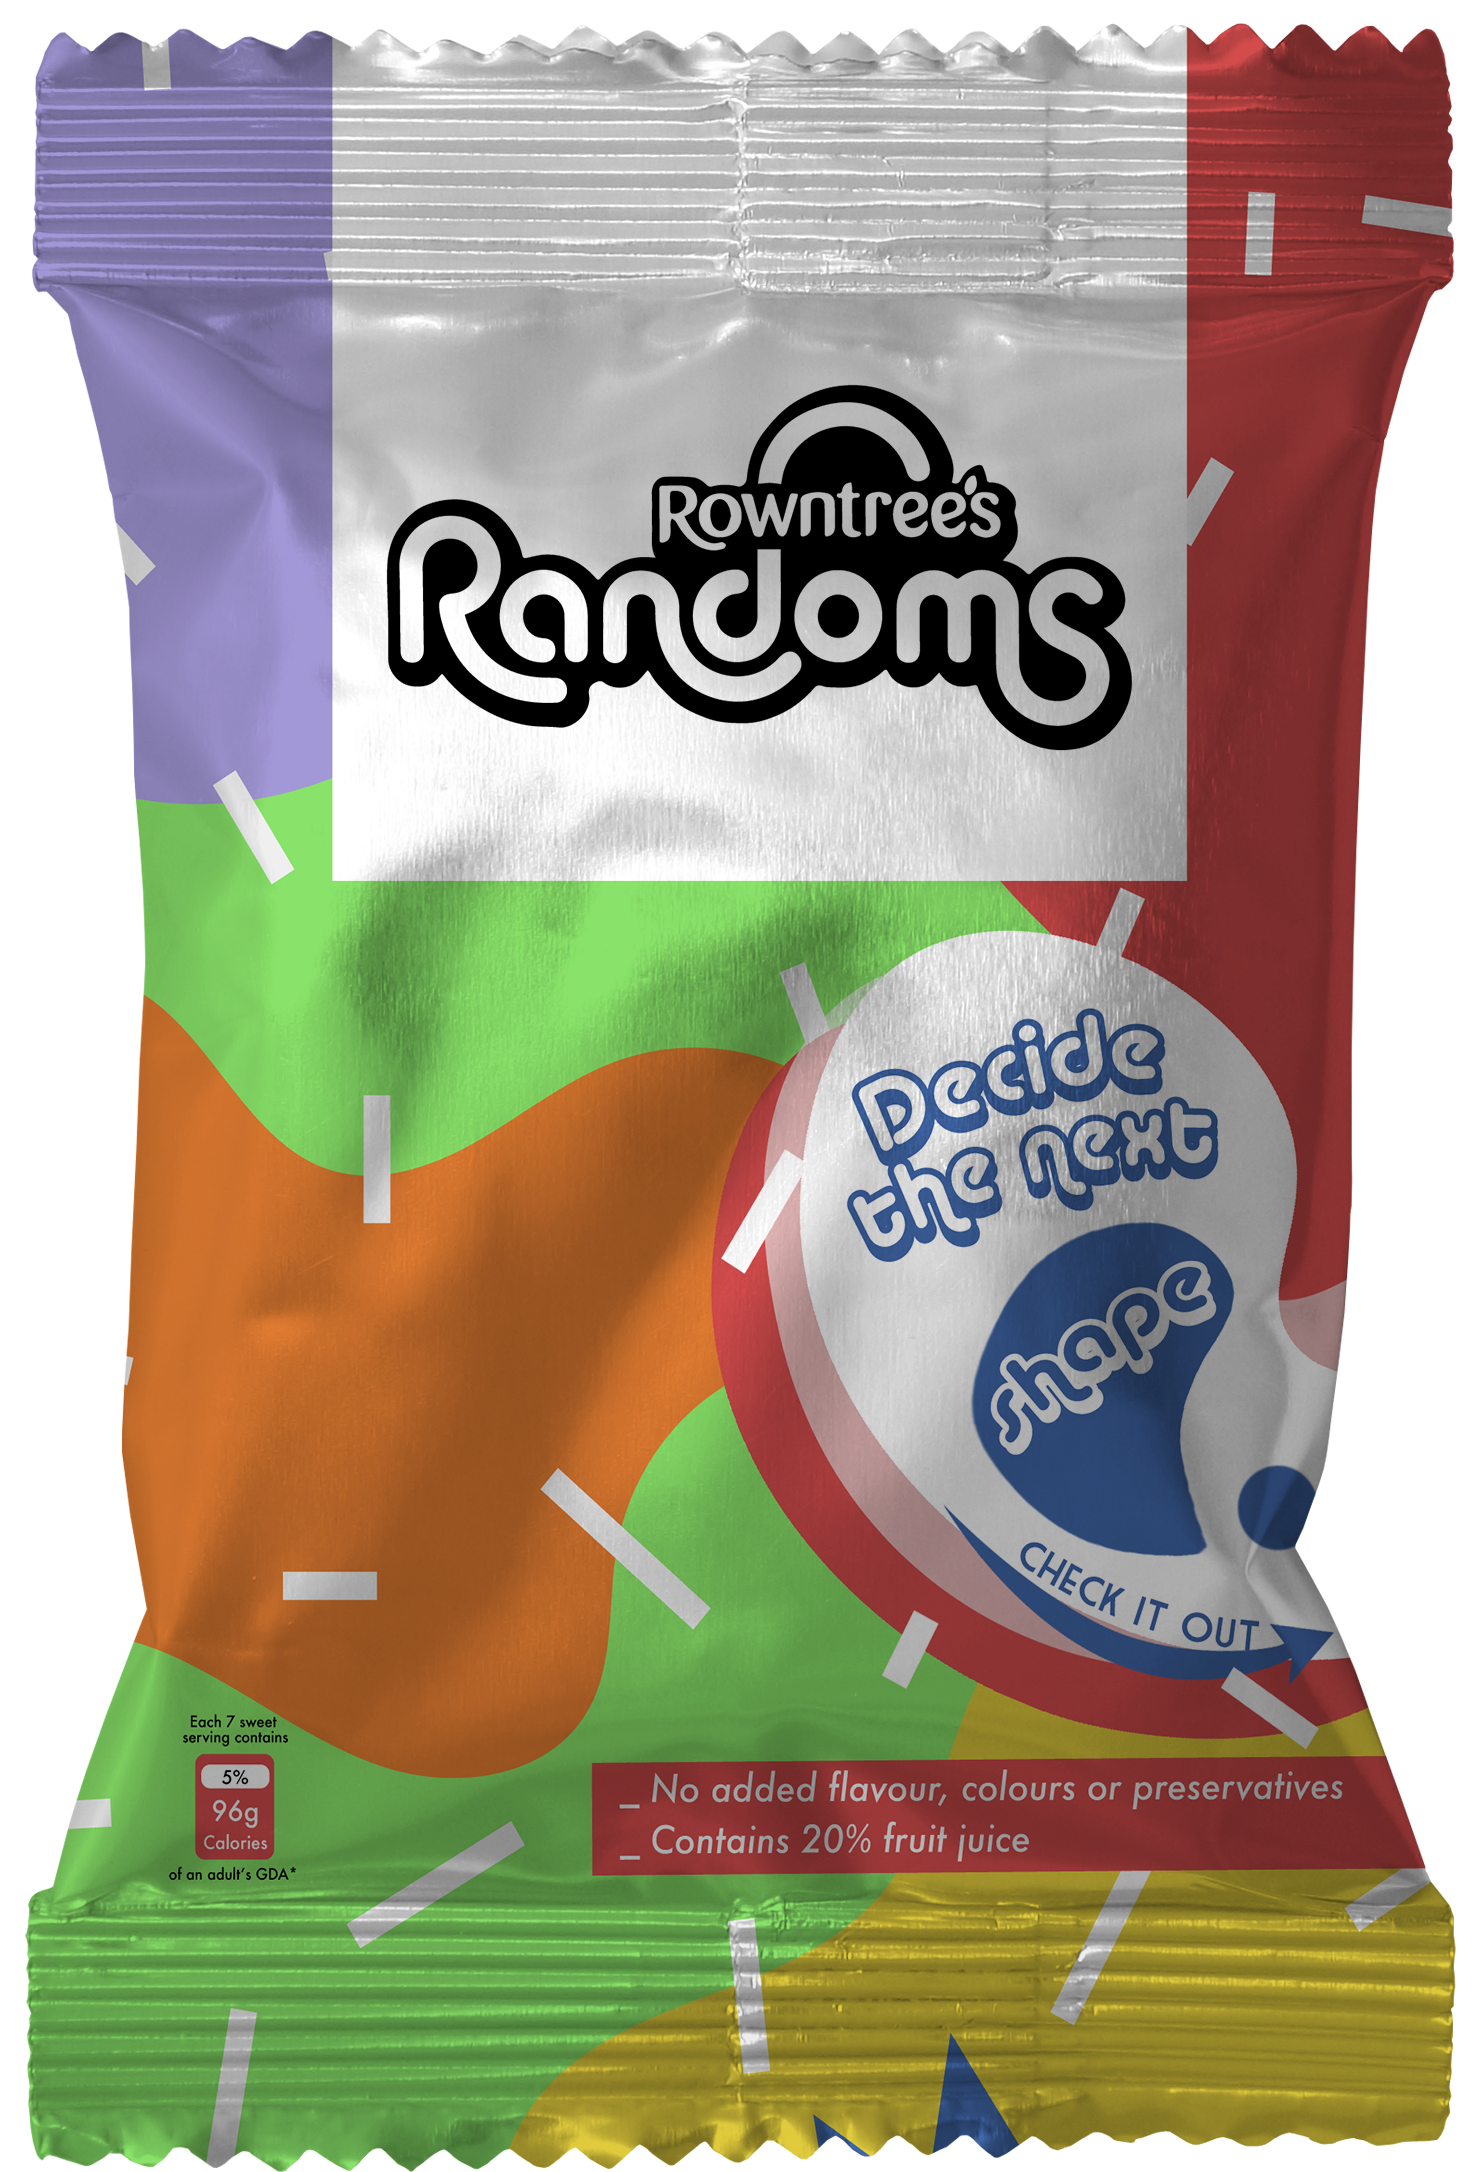 Rowntree's
Randoms
Decide
the next
shape
CHECK IT OUT
Each 7 sweet
serving contains
5%
96g
Calories
of an adult's GDA*
_ No added flavour, colours or preservatives
_ Contains 20% fruit juice